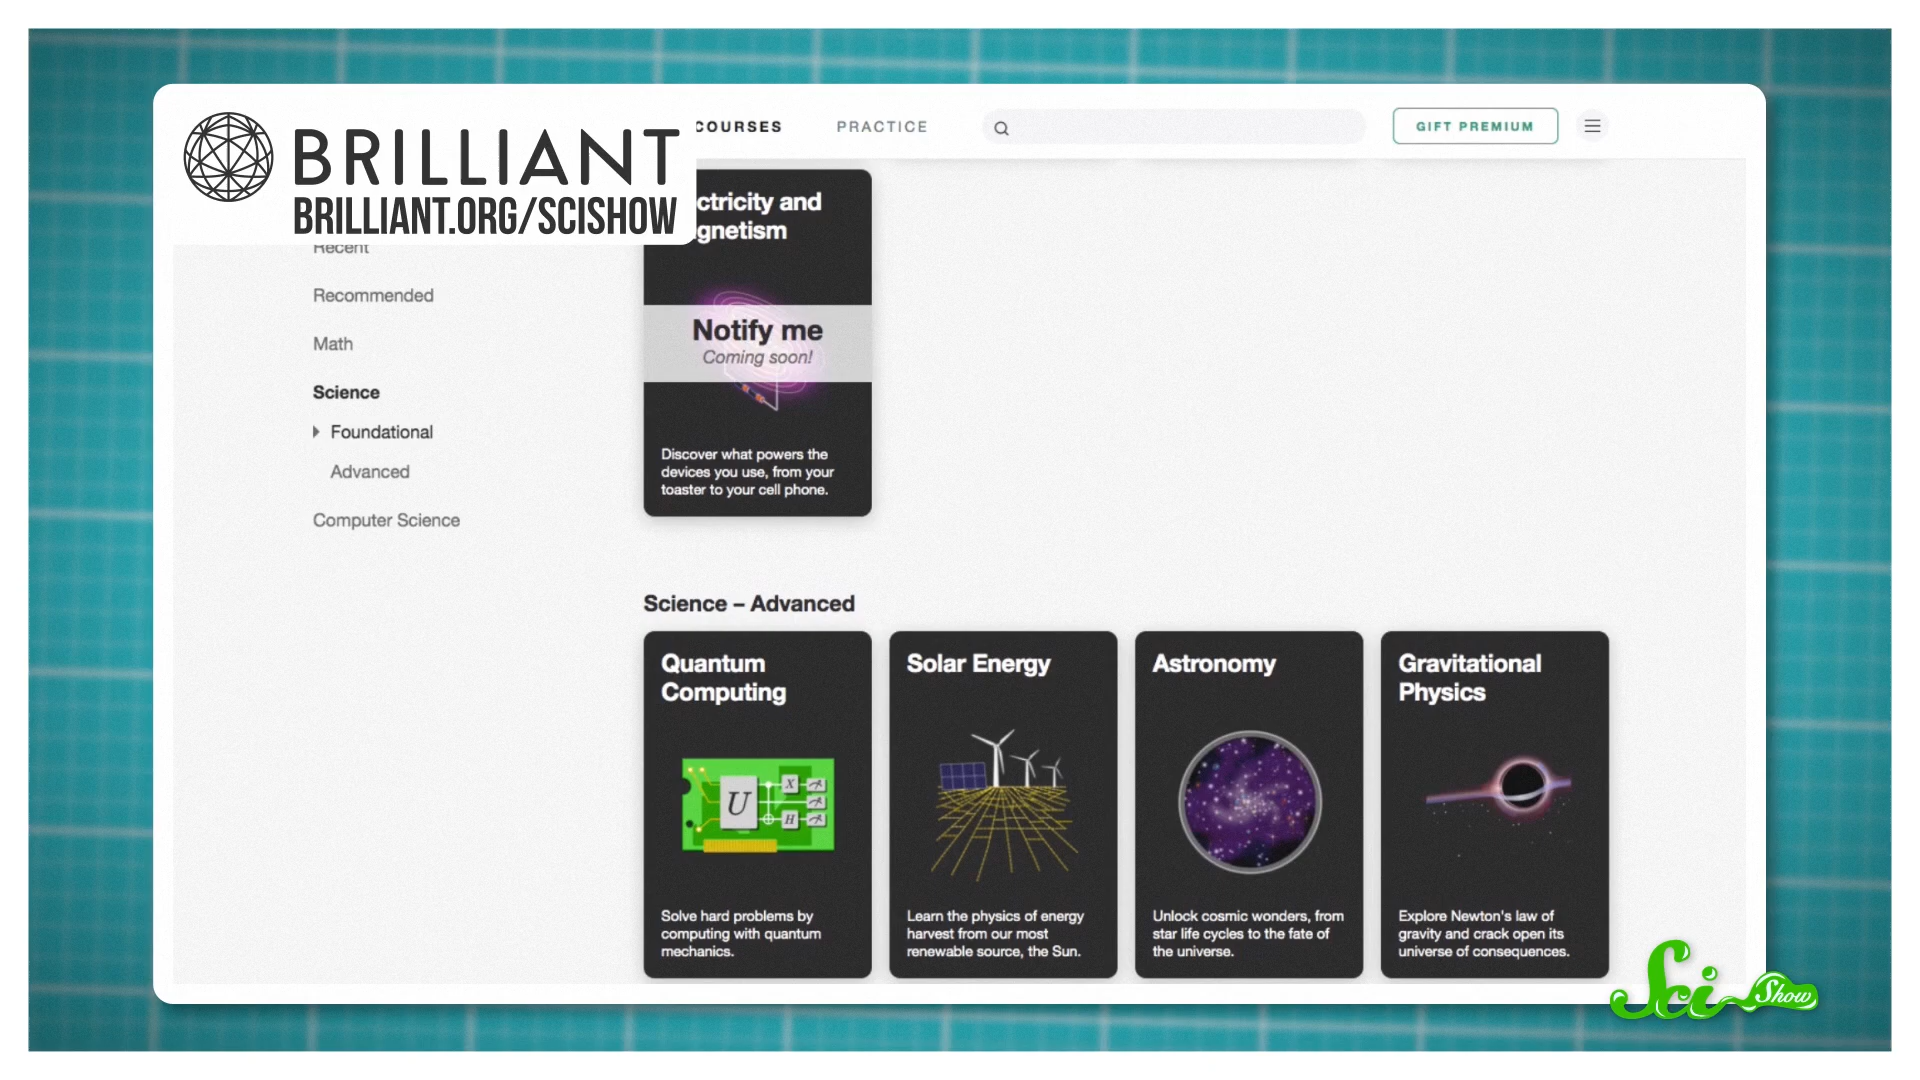 BRILLIANT
BRILLIANT.ORG/SCISHOW
COURSES
PRACTICE
GIFT PREMIUM
Recent
Recommended
Math
Science
Foundational
Advanced
Computer Science
ctricity and
gnetism
Notify me
Coming soon!
Discover what powers the
devices you use, from your
toaster to your cell phone.
Science – Advanced
Quantum
Computing
U
X
H
Solve hard problems by
computing with quantum
mechanics.
Solar Energy
Learn the physics of energy
harvest from our most
renewable source, the Sun.
Astronomy
Unlock cosmic wonders, from
star life cycles to the fate of
the universe.
Gravitational
Physics
Explore Newton's law of
gravity and crack open its
universe of consequences.
Sci Show